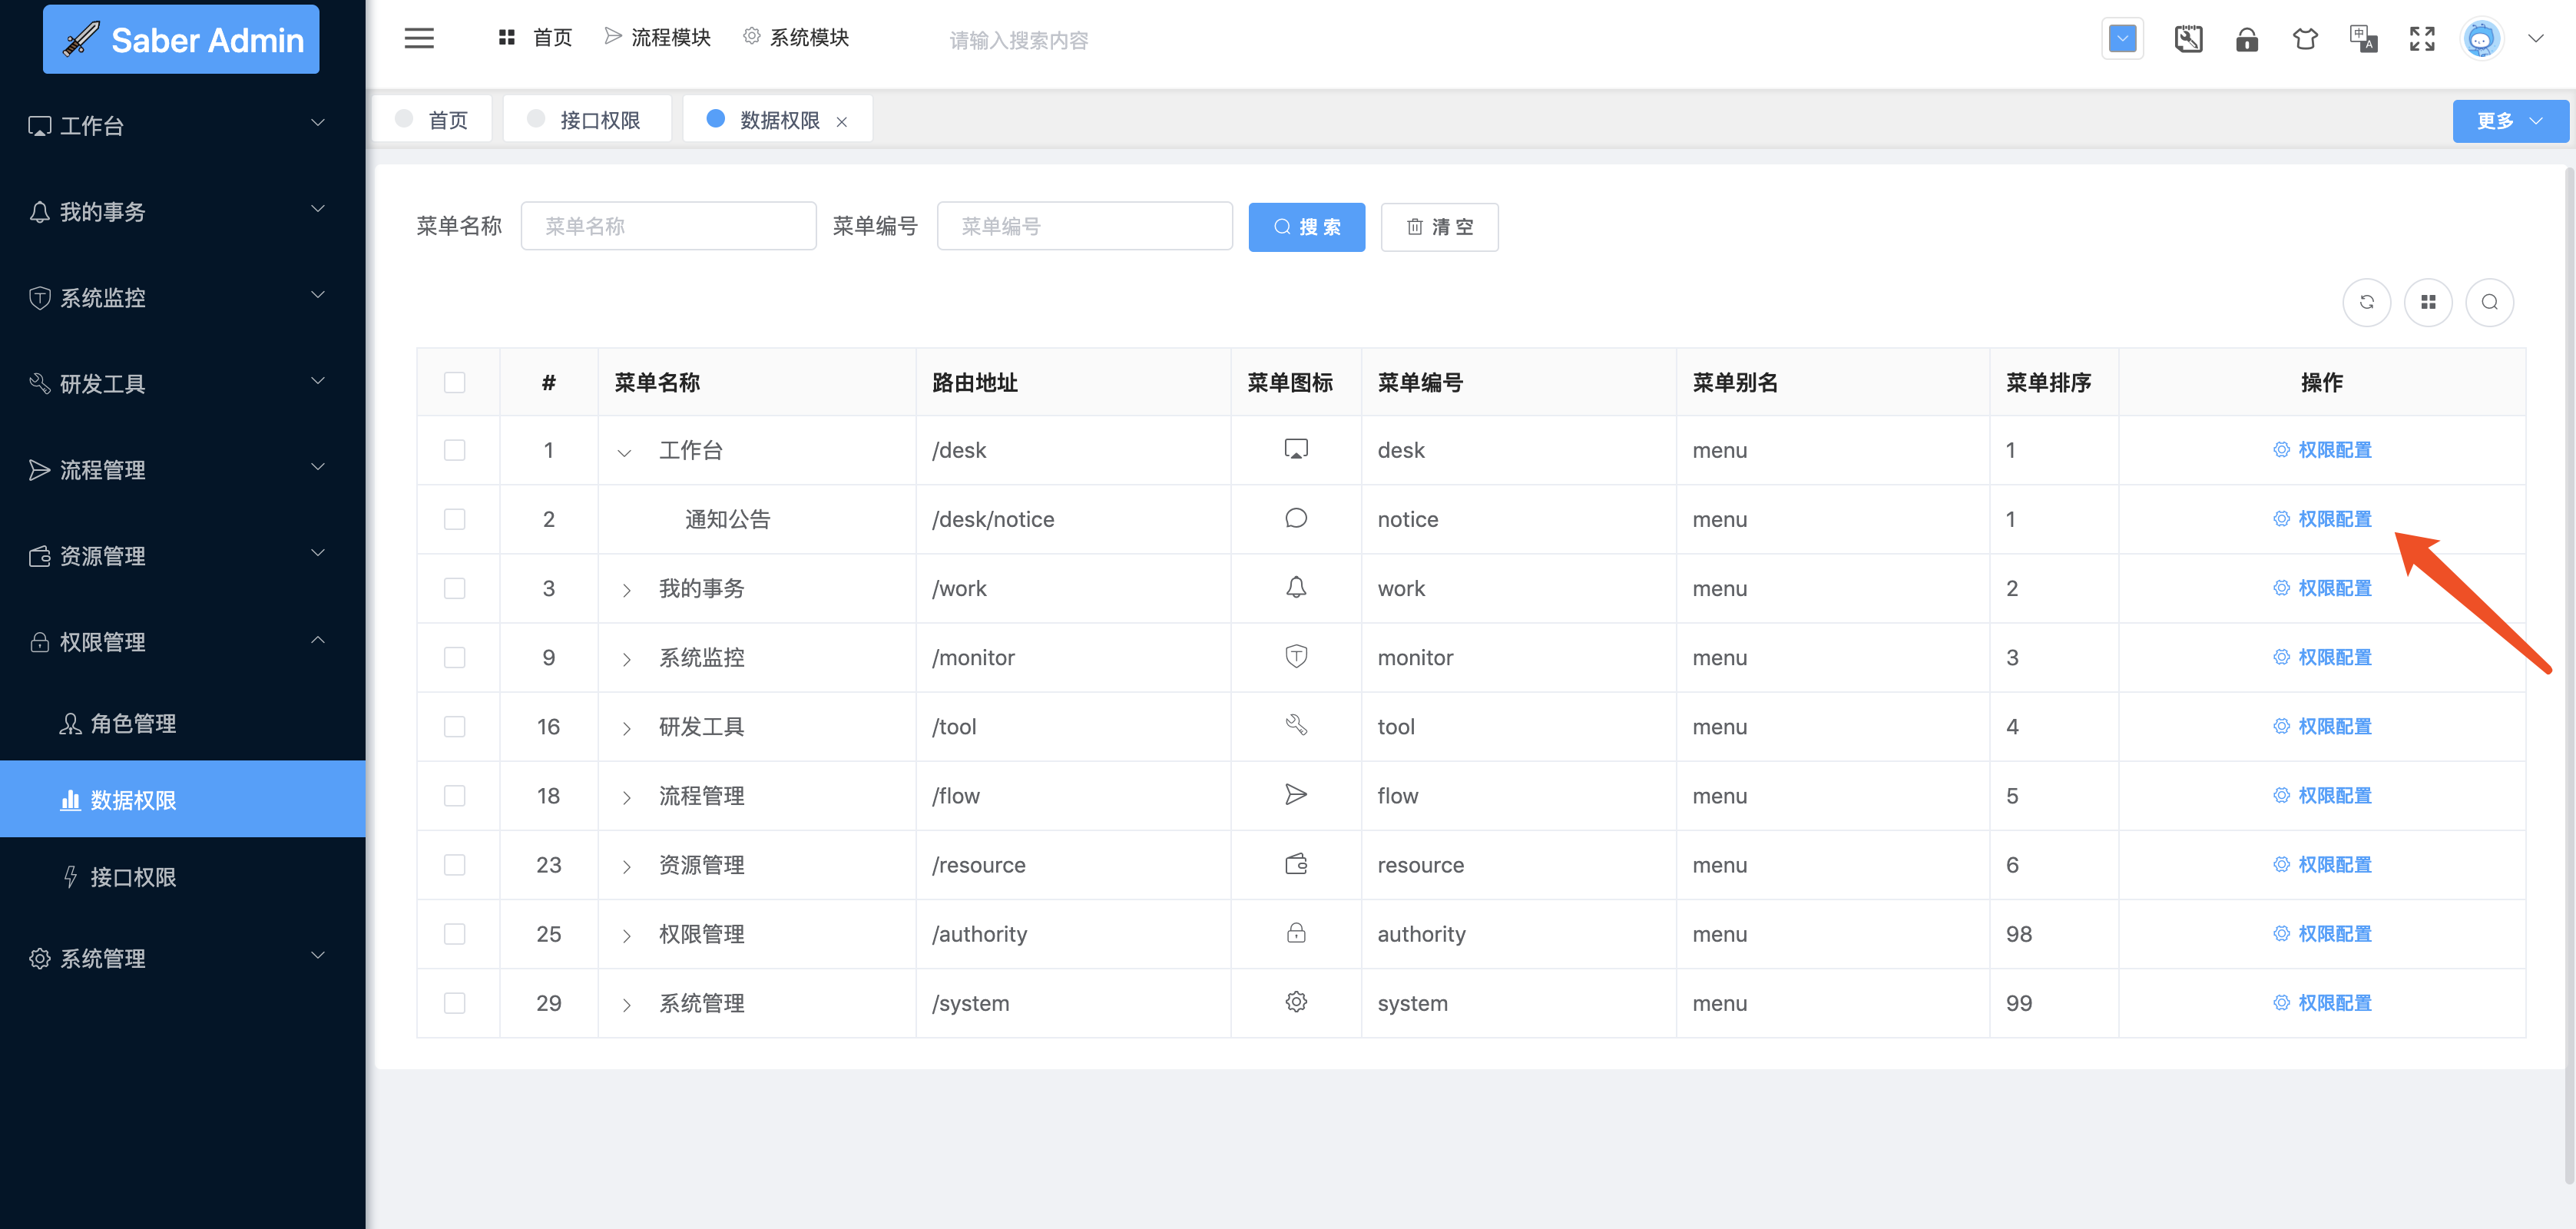 Saber Admin
首页 流程模块 系统模块 请输入搜索内容
中 A
工作台
我的事务
系统监控
研发工具
流程管理
资源管理
权限管理
角色管理
数据权限
接口权限
系统管理
首页 接口权限 数据权限 更多
菜单名称 菜单名称 菜单编号 菜单编号 搜 索 清 空
# 菜单名称 路由地址 菜单图标 菜单编号 菜单别名 菜单排序 操作
1 工作台 /desk desk menu 1 权限配置
2 通知公告 /desk/notice notice menu 1 权限配置
3 我的事务 /work work menu 2 权限配置
9 系统监控 /monitor monitor menu 3 权限配置
16 研发工具 /tool tool menu 4 权限配置
18 流程管理 /flow flow menu 5 权限配置
23 资源管理 /resource resource menu 6 权限配置
25 权限管理 /authority authority menu 98 权限配置
29 系统管理 /system system menu 99 权限配置